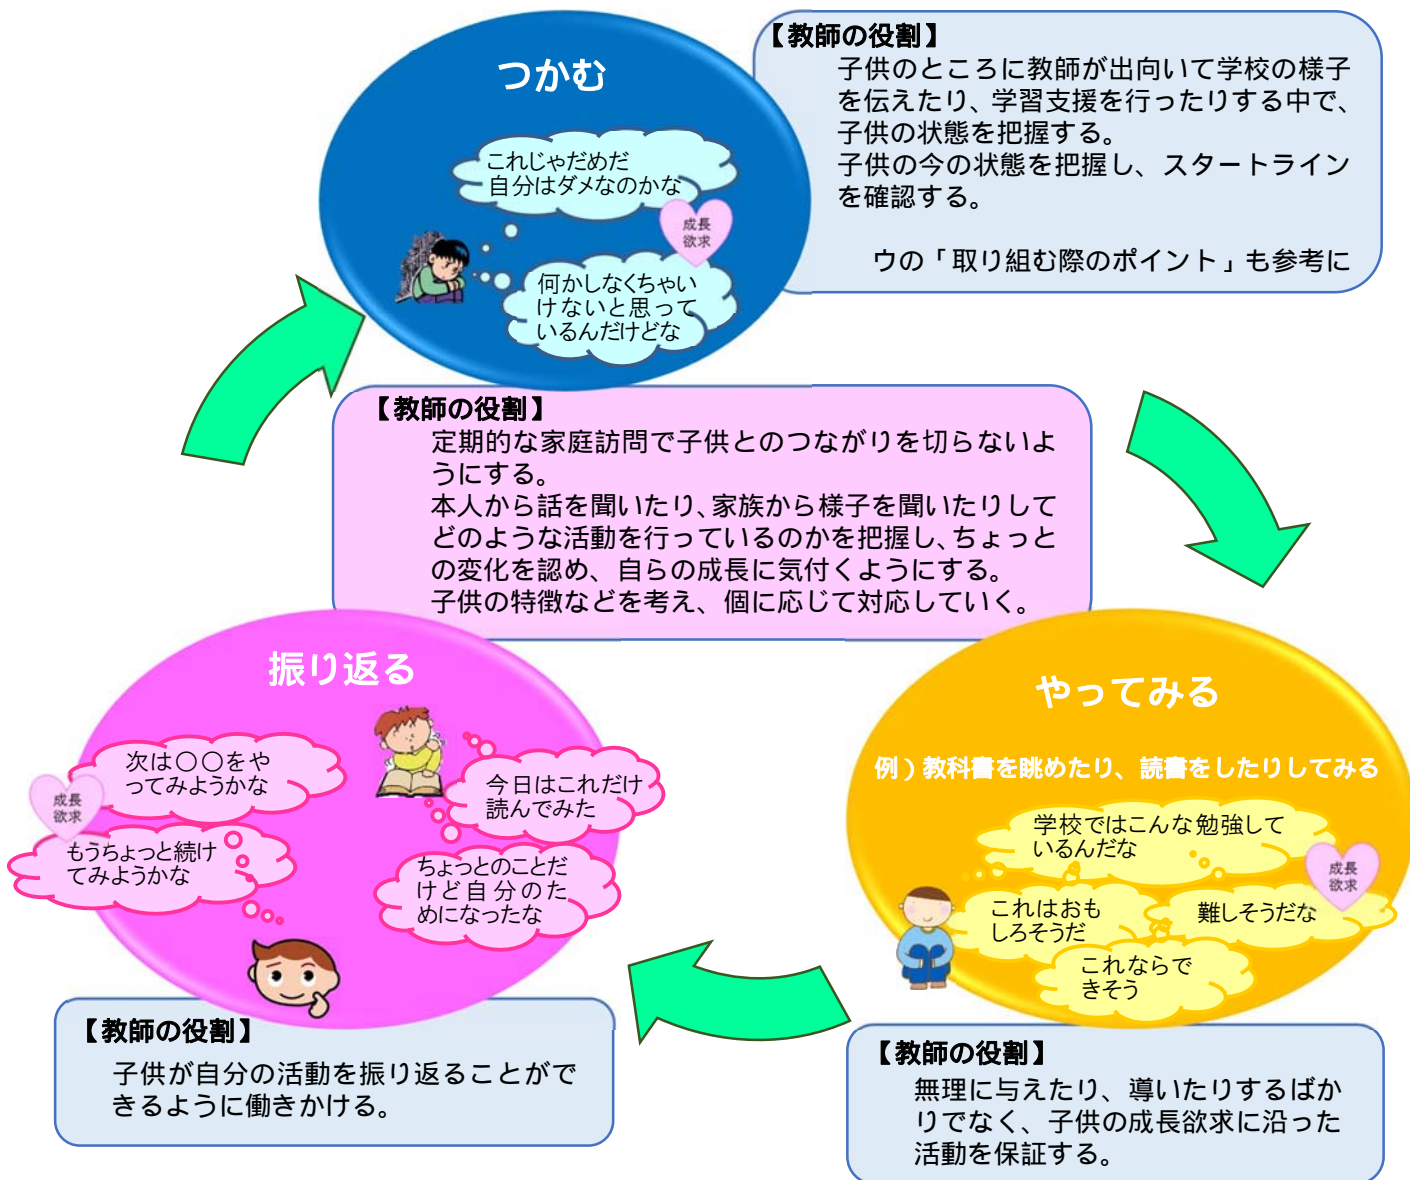 つかむ
これじゃだめだ
自分はダメなのかな
成長
欲求
何かしなくちゃい
けないと思って
いるんだけどな
【教師の役割】
子供のところに教師が出向いて学校の様子
を伝えたり、学習支援を行ったりする中で、
子供の状態を把握する。
子供の今の状態を把握し、スタートライン
を確認する。
ウの「取り組む際のポイント」も参考に
【教師の役割】
定期的な家庭訪問で子供とのつながりを切らないよ
うにする。
本人から話を聞いたり、家族から様子を聞いたりして
どのような活動を行っているのかを把握し、ちょっと
の変化を認め、自らの成長に気付くようにする。
子供の特徴などを考え、個に応じて対応していく。
やってみる
例）教科書を眺めたり、読書をしたりしてみる
学校ではこんな勉強して
いるんだな
成長
欲求
これはおも
しろそうだ
難しそうだな
これならで
きそう
【教師の役割】
無理に与えたり、導いたりするばか
りでなく、子供の成長欲求に沿った
活動を保証する。
振り返る
次は〇〇をや
ってみようかな
今日はこれだけ
読んでみた
成長
欲求
もうちょっと続け
てみようかな
ちょっとのことだ
けど自分のた
めになったな
【教師の役割】
子供が自分の活動を振り返ることがで
きるように働きかける。